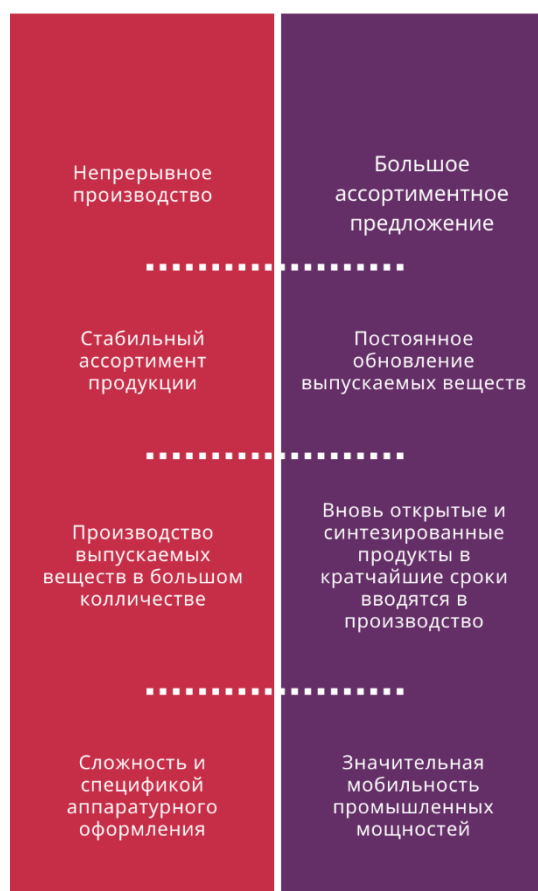 Непрерывное
производство
Большое
ассортиментное
предложение
Стабильный
ассортимент
продукции
Постоянное
обновление
выпускаемых веществ
Производство
выпускаемых
веществ в большом
колличестве
Вновь открытые и
синтезированные
продукты в
кратчайшие сроки
вводятся в
производство
Сложность и
спецификой
аппаратурного
оформления
Значительная
мобильность
промышленных
мощностей